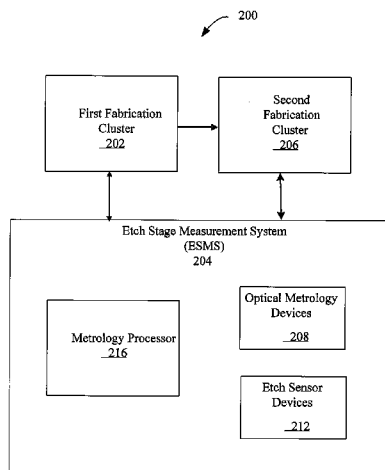 200
First Fabrication
Cluster
202
Second
Fabrication
Cluster
206
Etch Stage Measurement System
(ESMS)
204
Metrology Processor
216
Optical Metrology
Devices
208
Etch Sensor
Devices
212